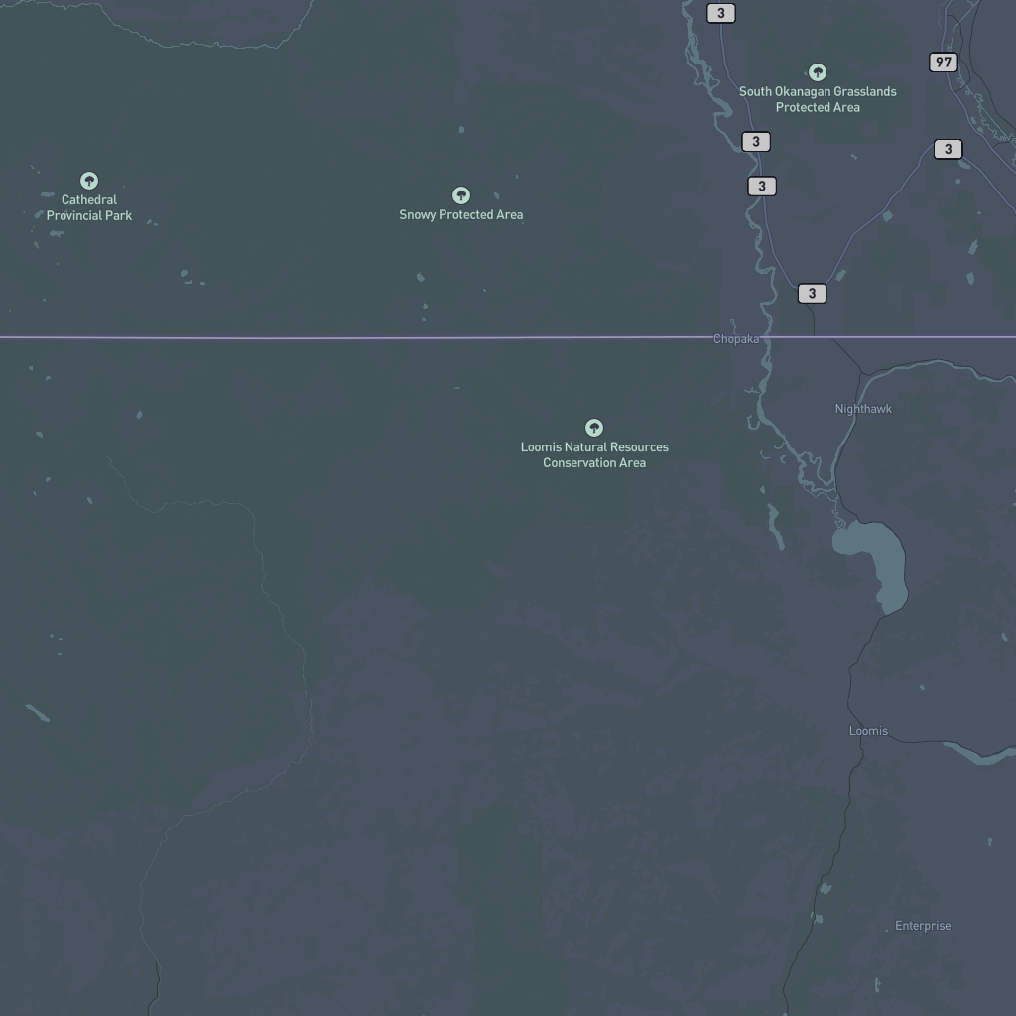 3
97
South Okanagan Grasslands
Protected Area
3
3
3
Cathedral
Provincial Park
Snowy Protected Area
3
Chopaka
Nighthawk
Loomis Natural Resources
Conservation Area
Loomis
Enterprise